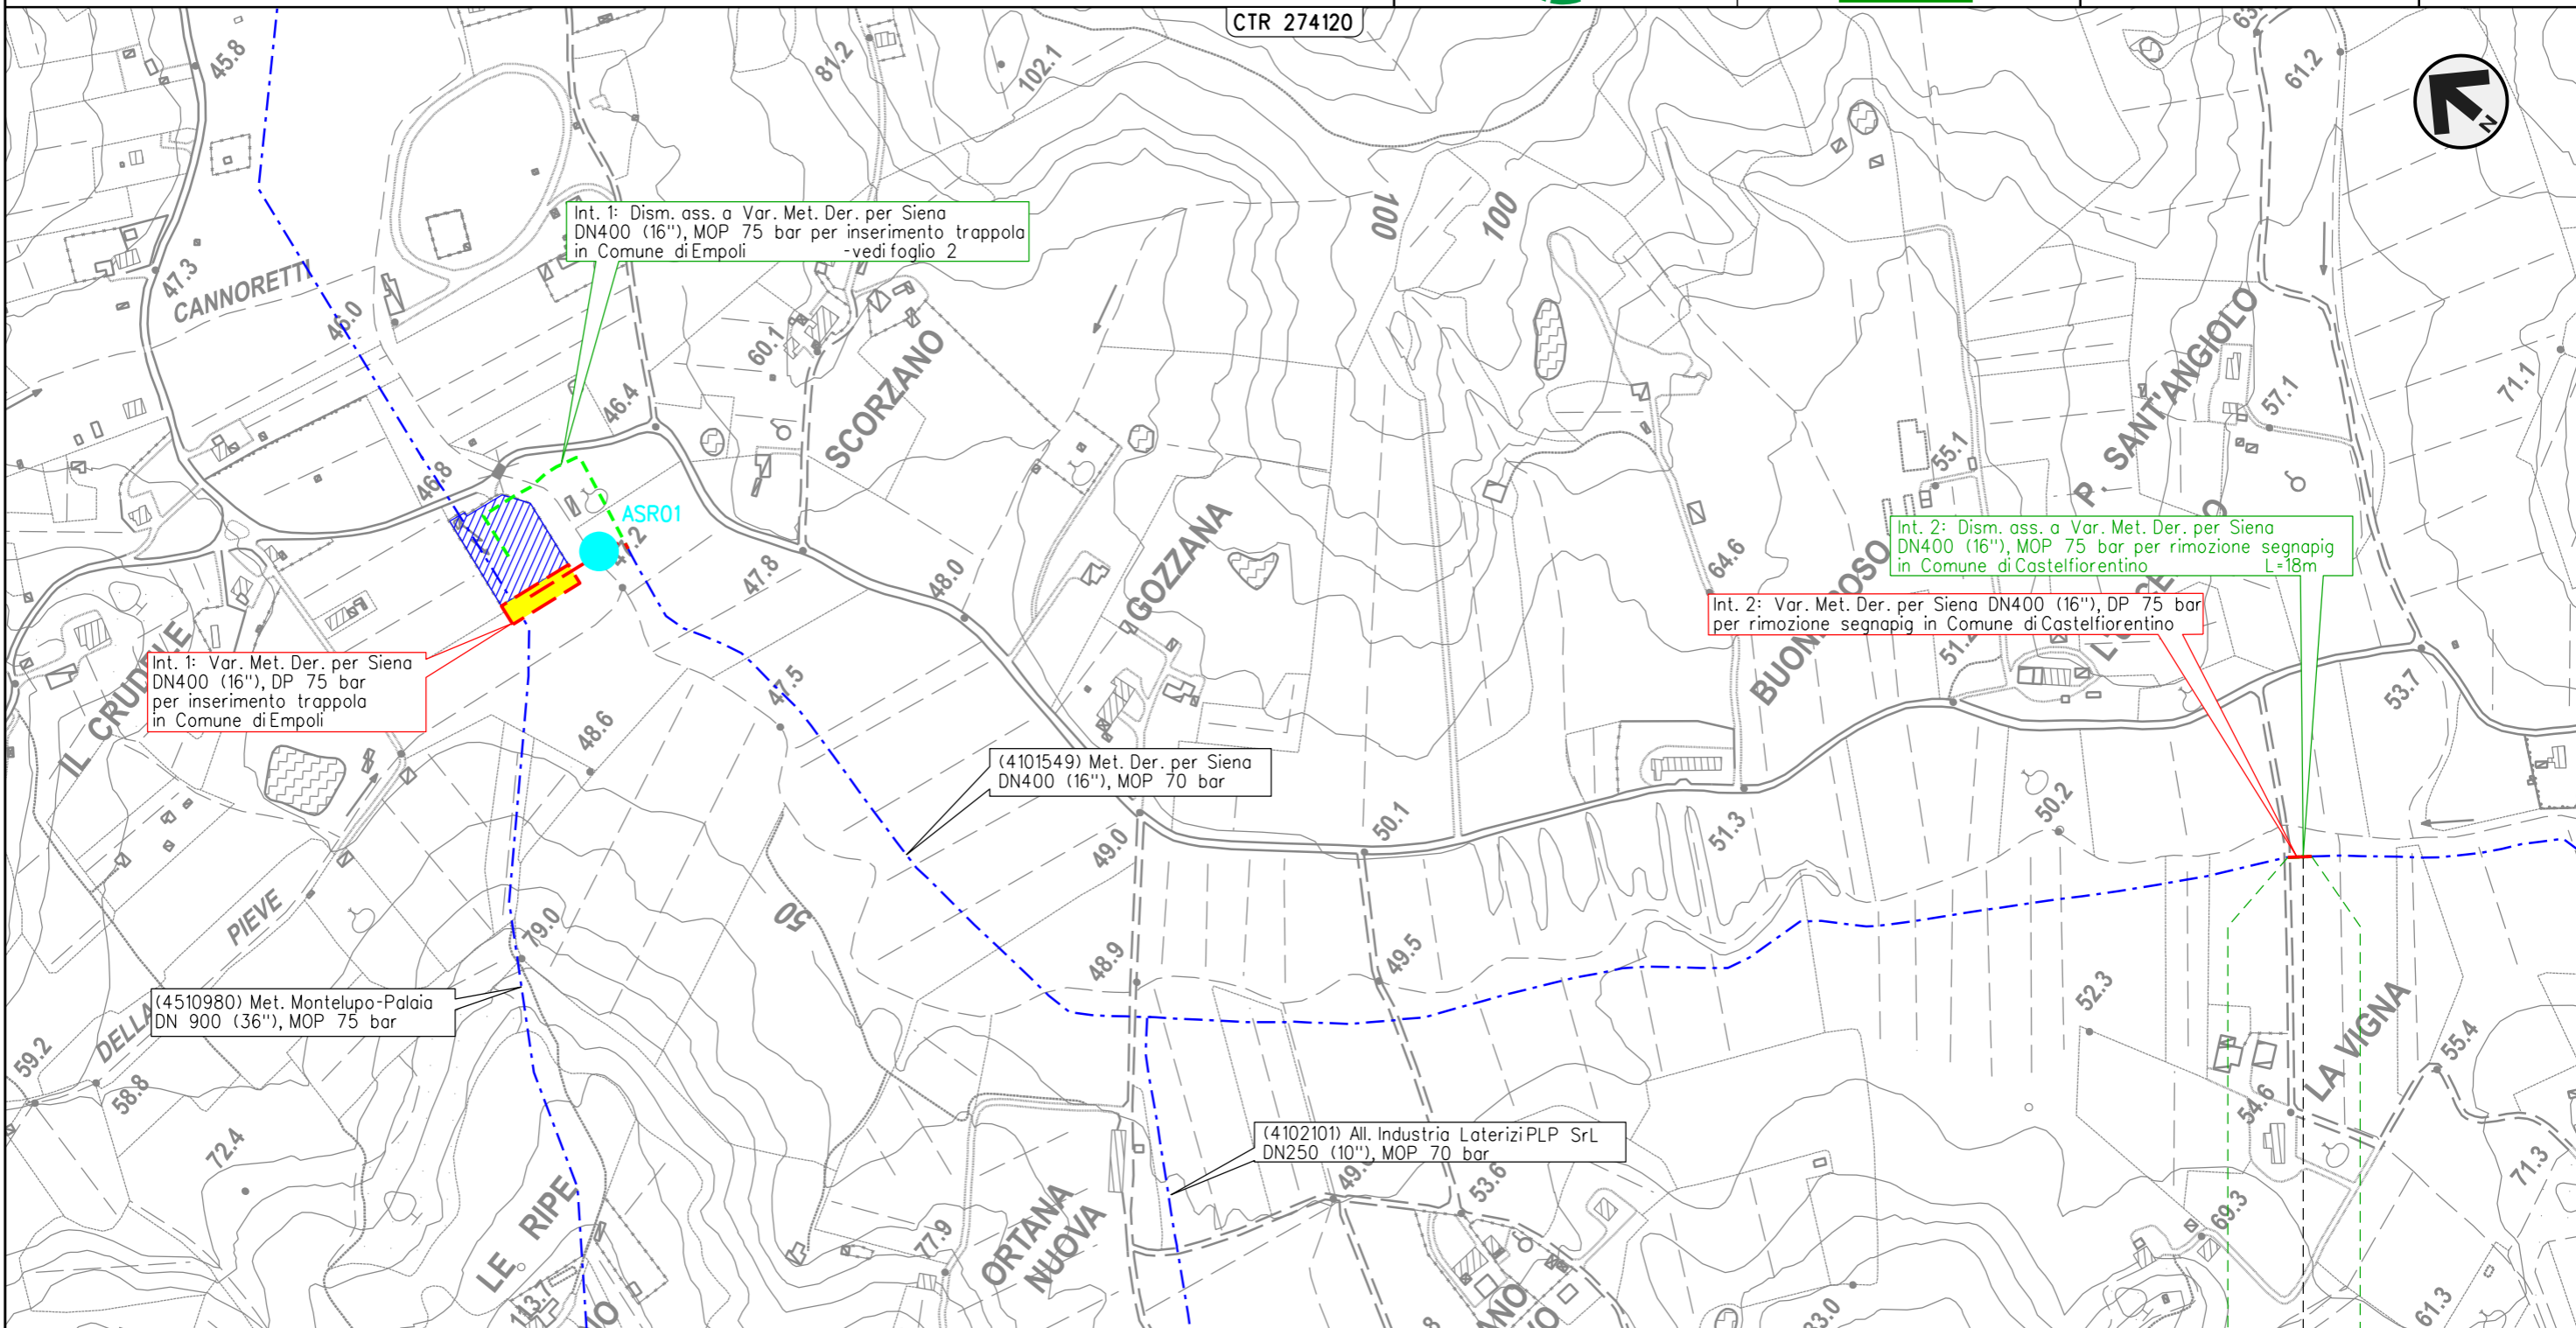 CTR 274120
N
45.8
81.2
102.1
63.
61.2
100
100
Int. 1: Dism. ass. a Var. Met. Der. per Siena
DN400 (16"), MOP 75 bar per inserimento trappola
in Comune di Empoli -vedi foglio 2
47.3
CANNORETTI
46.0
60.1
SCORZANO
46.4
46.8
ASR01
47.2
47.8
48.0
GOZZANA
64.6
BUONRIPOSO
55.1
P. SANT'ANGIOLO
57.1
71.1
Int. 2: Dism. ass. a Var. Met. Der. per Siena
DN400 (16"), MOP 75 bar per rimozione segnapig
in Comune di Castelfiorentino L=18m
Int. 2: Var. Met. Der. per Siena DN400 (16"), DP 75 bar
per rimozione segnapig in Comune di Castelfiorentino
51.2
53.7
IL CRUDELE
Int. 1: Var. Met. Der. per Siena
DN400 (16"), DP 75 bar
per inserimento trappola
in Comune di Empoli
47.5
48.6
(4101549) Met. Der. per Siena
DN400 (16"), MOP 70 bar
49.0
50.1
51.3
50.2
50
PIEVE
DELLA
79.0
48.9
49.5
52.3
LA VIGNA
55.4
54.6
(4510980) Met. Montelupo-Palaia
DN 900 (36"), MOP 75 bar
59.2
58.8
72.4
(4102101) All. Industria Laterizi PLP SrL
DN250 (10"), MOP 70 bar
53.6
69.3
71.3
LE RIPE
77.9
ORTANA
NUOVA
113.7
61.3